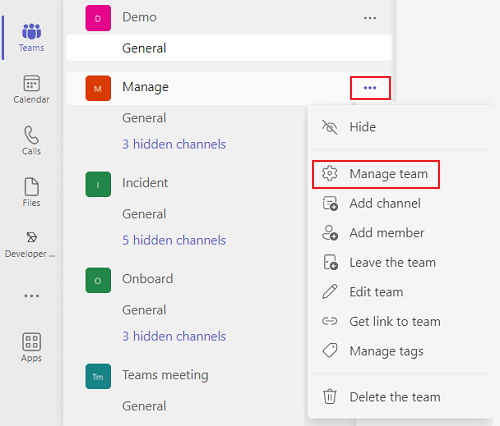 Teams
Calendar
Calls
Files
Developer ...
Apps
D Demo
General
M Manage
General
3 hidden channels
I Incident
General
5 hidden channels
O Onboard
General
3 hidden channels
Tm Teams meeting
General
Hide
Manage team
Add channel
Add member
Leave the team
Edit team
Get link to team
Manage tags
Delete the team